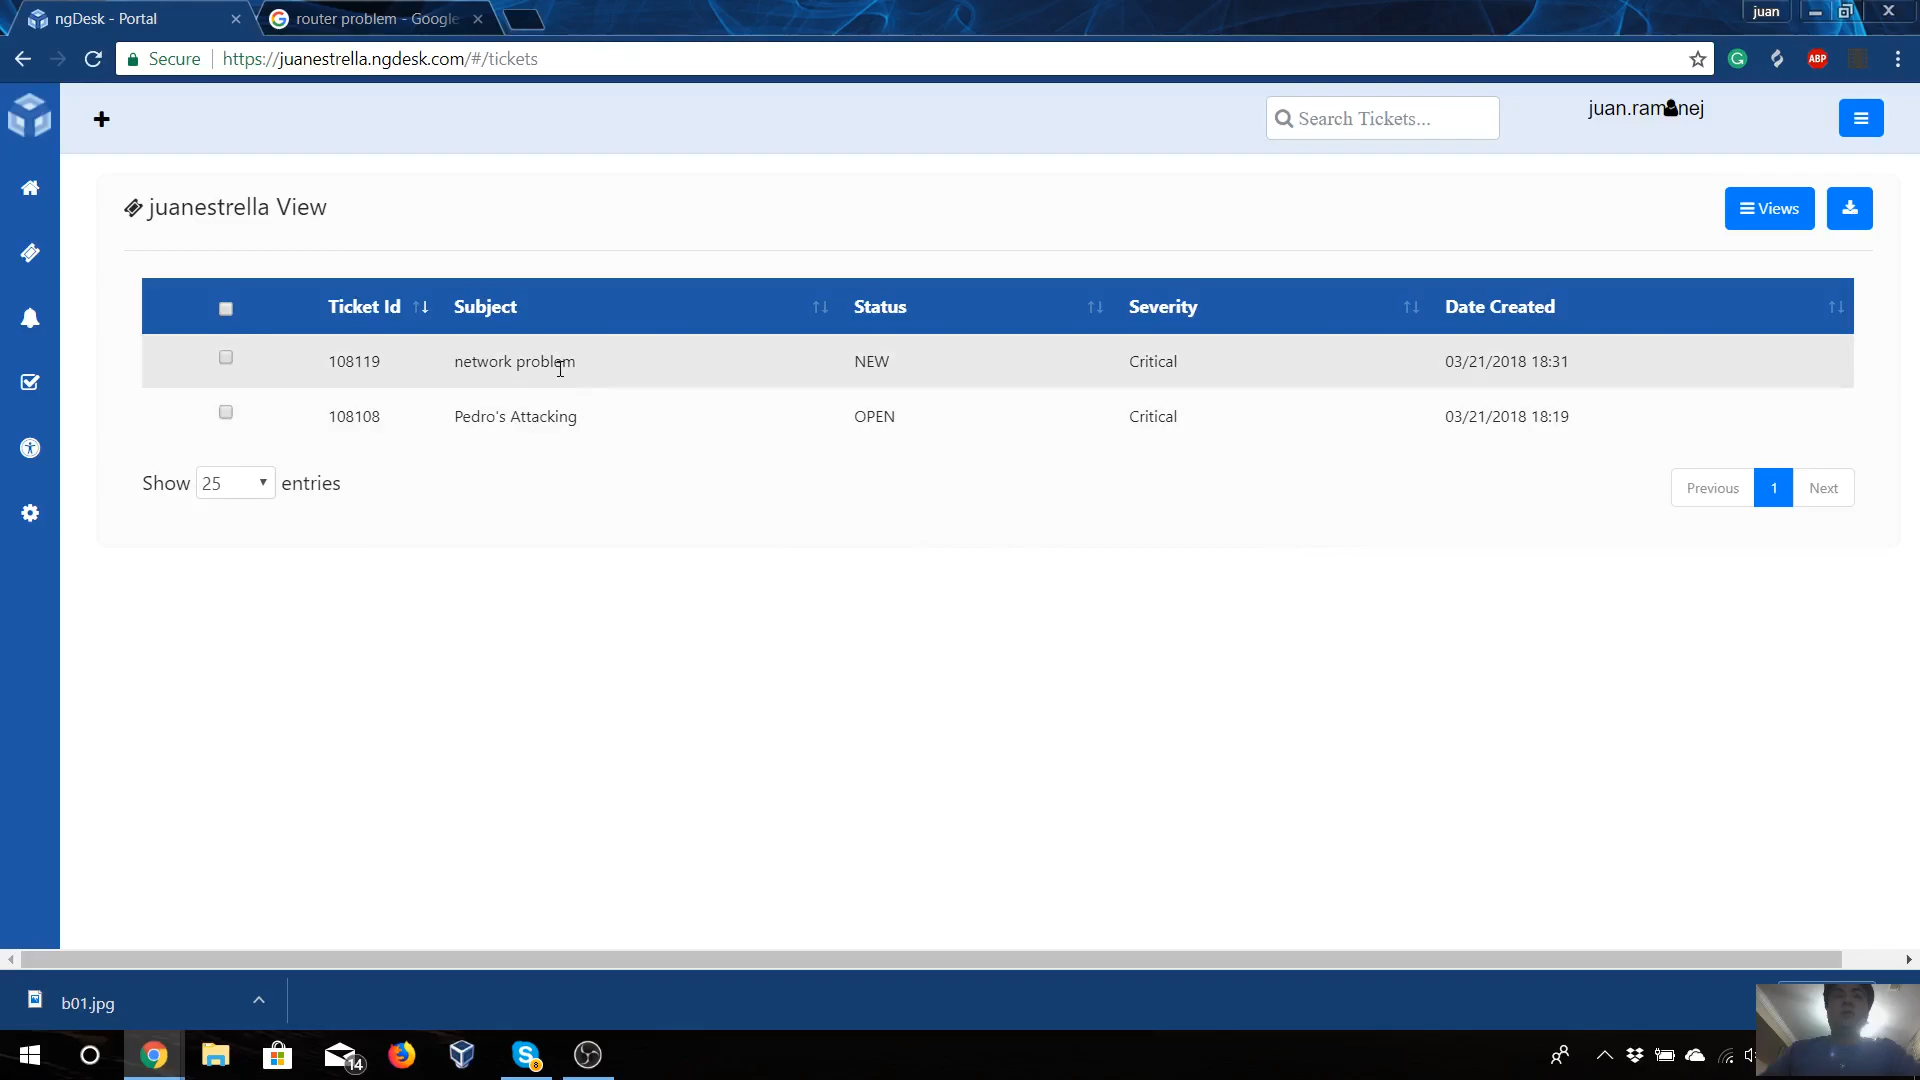 ngDesk - Portal
router problem - Google
juan
Secure
https://juanestrella.ngdesk.com/#/tickets
ABP
Search Tickets...
juanestrella View
Views
Ticket Id Subject Status Severity Date Created
108119 network problem NEW Critical 03/21/2018 18:31
108108 Pedro's Attacking OPEN Critical 03/21/2018 18:19
Show 25 entries
Previous 1 Next
b01.jpg
14
8